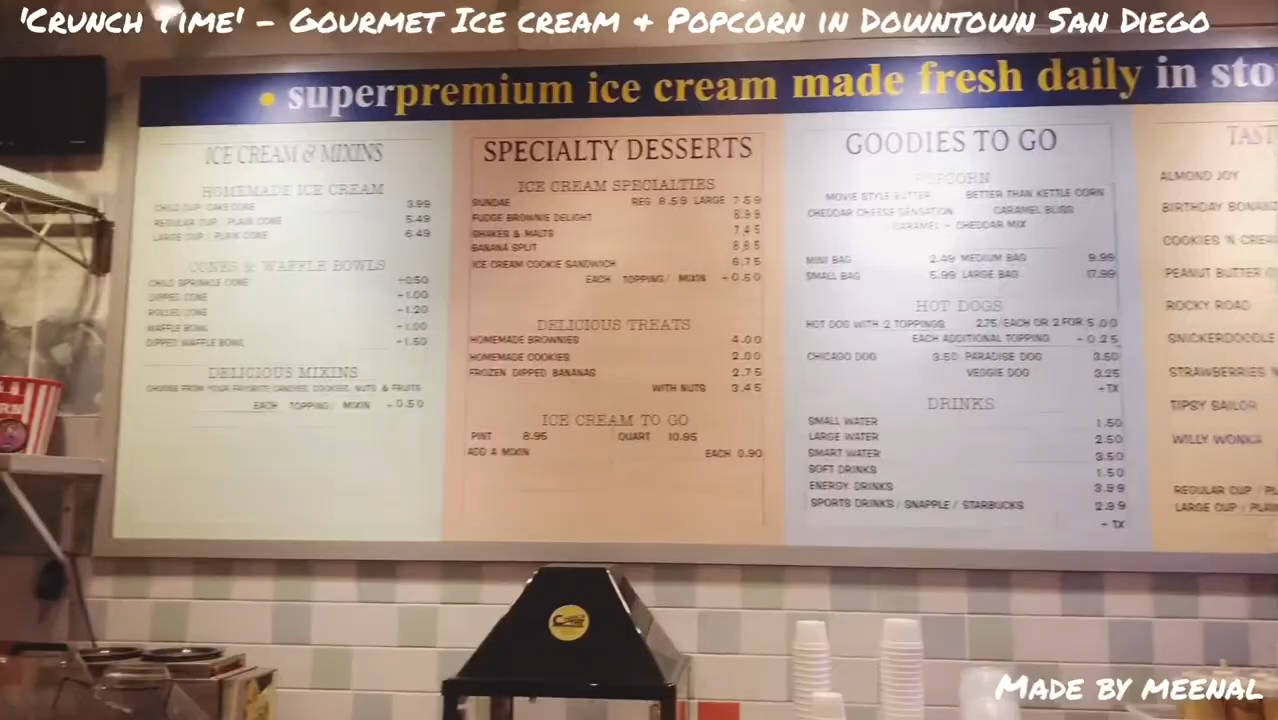 'Crunch Time' - Gourmet Ice cream & Popcorn in Downtown San Diego
• superpremium ice cream made fresh daily in sto
ICE CREAM & MIXINS
HOMEMADE ICE CREAM
CHILD CUP / CAKE CONE 3.99
REGULAR CUP / PLAIN CONE 5.49
LARGE CUP / PLAIN CONE 6.49
CONES & WAFFLE BOWLS
CHILD SPRINKLE CONE +0.50
DIPPED CONE +1.00
ROLLED CONE +1.20
WAFFLE BOWL +1.00
DIPPED WAFFLE BOWL +1.50
DELICIOUS MIXINS
CHOOSE FROM YOUR FAVORITE CANDIES, COOKIES, NUTS & FRUITS
EACH TOPPING/ MIXIN +0.50
SPECIALTY DESSERTS
ICE CREAM SPECIALTIES
SUNDAE REG 6.59 LARGE 7.59
FUDGE BROWNIE DELIGHT 8.99
SHAKES & MALTS 7.45
BANANA SPLIT 8.85
ICE CREAM COOKIE SANDWICH 6.75
EACH TOPPING/ MIXIN +0.50
DELICIOUS TREATS
HOMEMADE BROWNIES 4.00
HOMEMADE COOKIES 2.00
FROZEN DIPPED BANANAS 2.75
WITH NUTS 3.45
ICE CREAM TO GO
PINT 8.95 QUART 10.95
ADD A MIXIN EACH 0.90
GOODIES TO GO
POPCORN
MOVIE STYLE BUTTER BETTER THAN KETTLE CORN
CHEDDAR CHEESE SENSATION CARAMEL BLISS
CARAMEL - CHEDDAR MIX
MINI BAG 2.49 MEDIUM BAG 9.99
SMALL BAG 5.99 LARGE BAG 17.99
HOT DOGS
HOT DOG WITH 2 TOPPINGS 2.75/EACH OR 2 FOR 5.00
EACH ADDITIONAL TOPPING +0.25
CHICAGO DOG 3.50 PARADISE DOG 3.50
VEGGIE DOG 3.25
+TX
DRINKS
SMALL WATER 1.50
LARGE WATER 2.50
SMART WATER 3.50
SOFT DRINKS 1.50
ENERGY DRINKS 3.99
SPORTS DRINKS / SNAPPLE / STARBUCKS 2.99
+ TX
TAST
ALMOND JOY
BIRTHDAY BONANZ
COOKIES 'N CREA
PEANUT BUTTER
ROCKY ROAD
SNICKERDOODLE
STRAWBERRIES
TIPSY SAILOR
WILLY WONKA
REGULAR CUP / PL
LARGE CUP / PLAI
Made by meenal